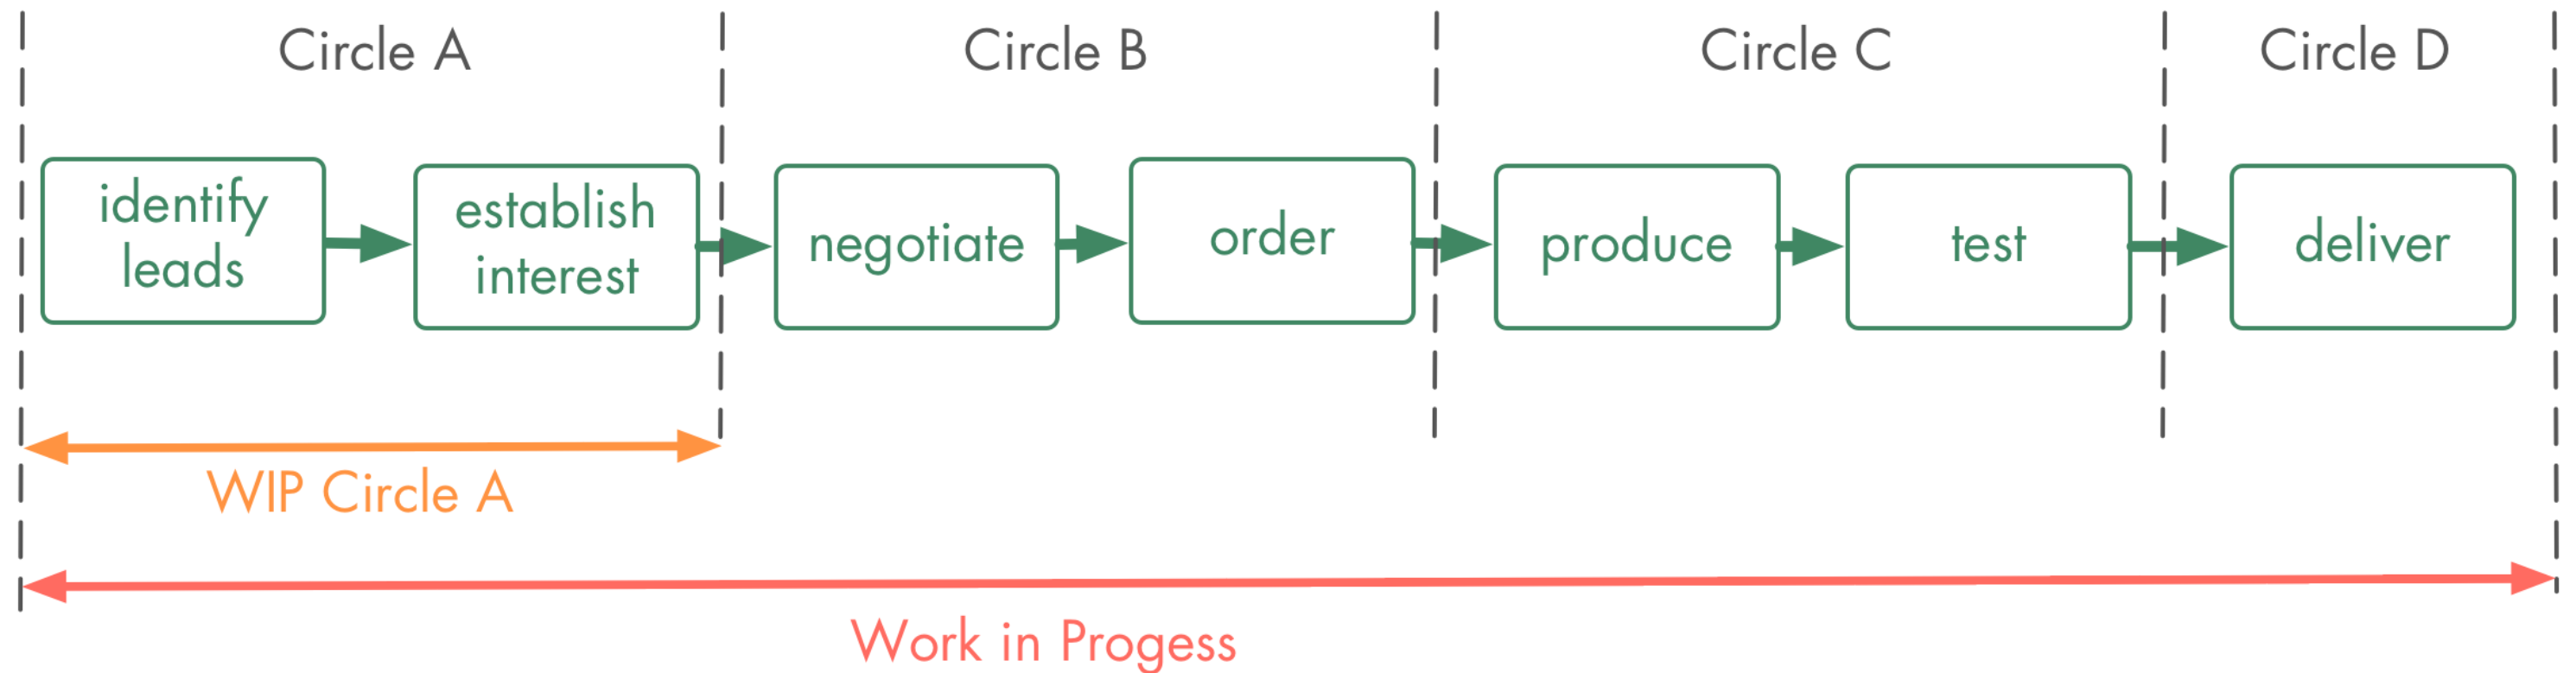 Circle A
Circle B
Circle C
Circle D
identify
leads
establish
interest
negotiate
order
produce
test
deliver
WIP Circle A
Work in Progess